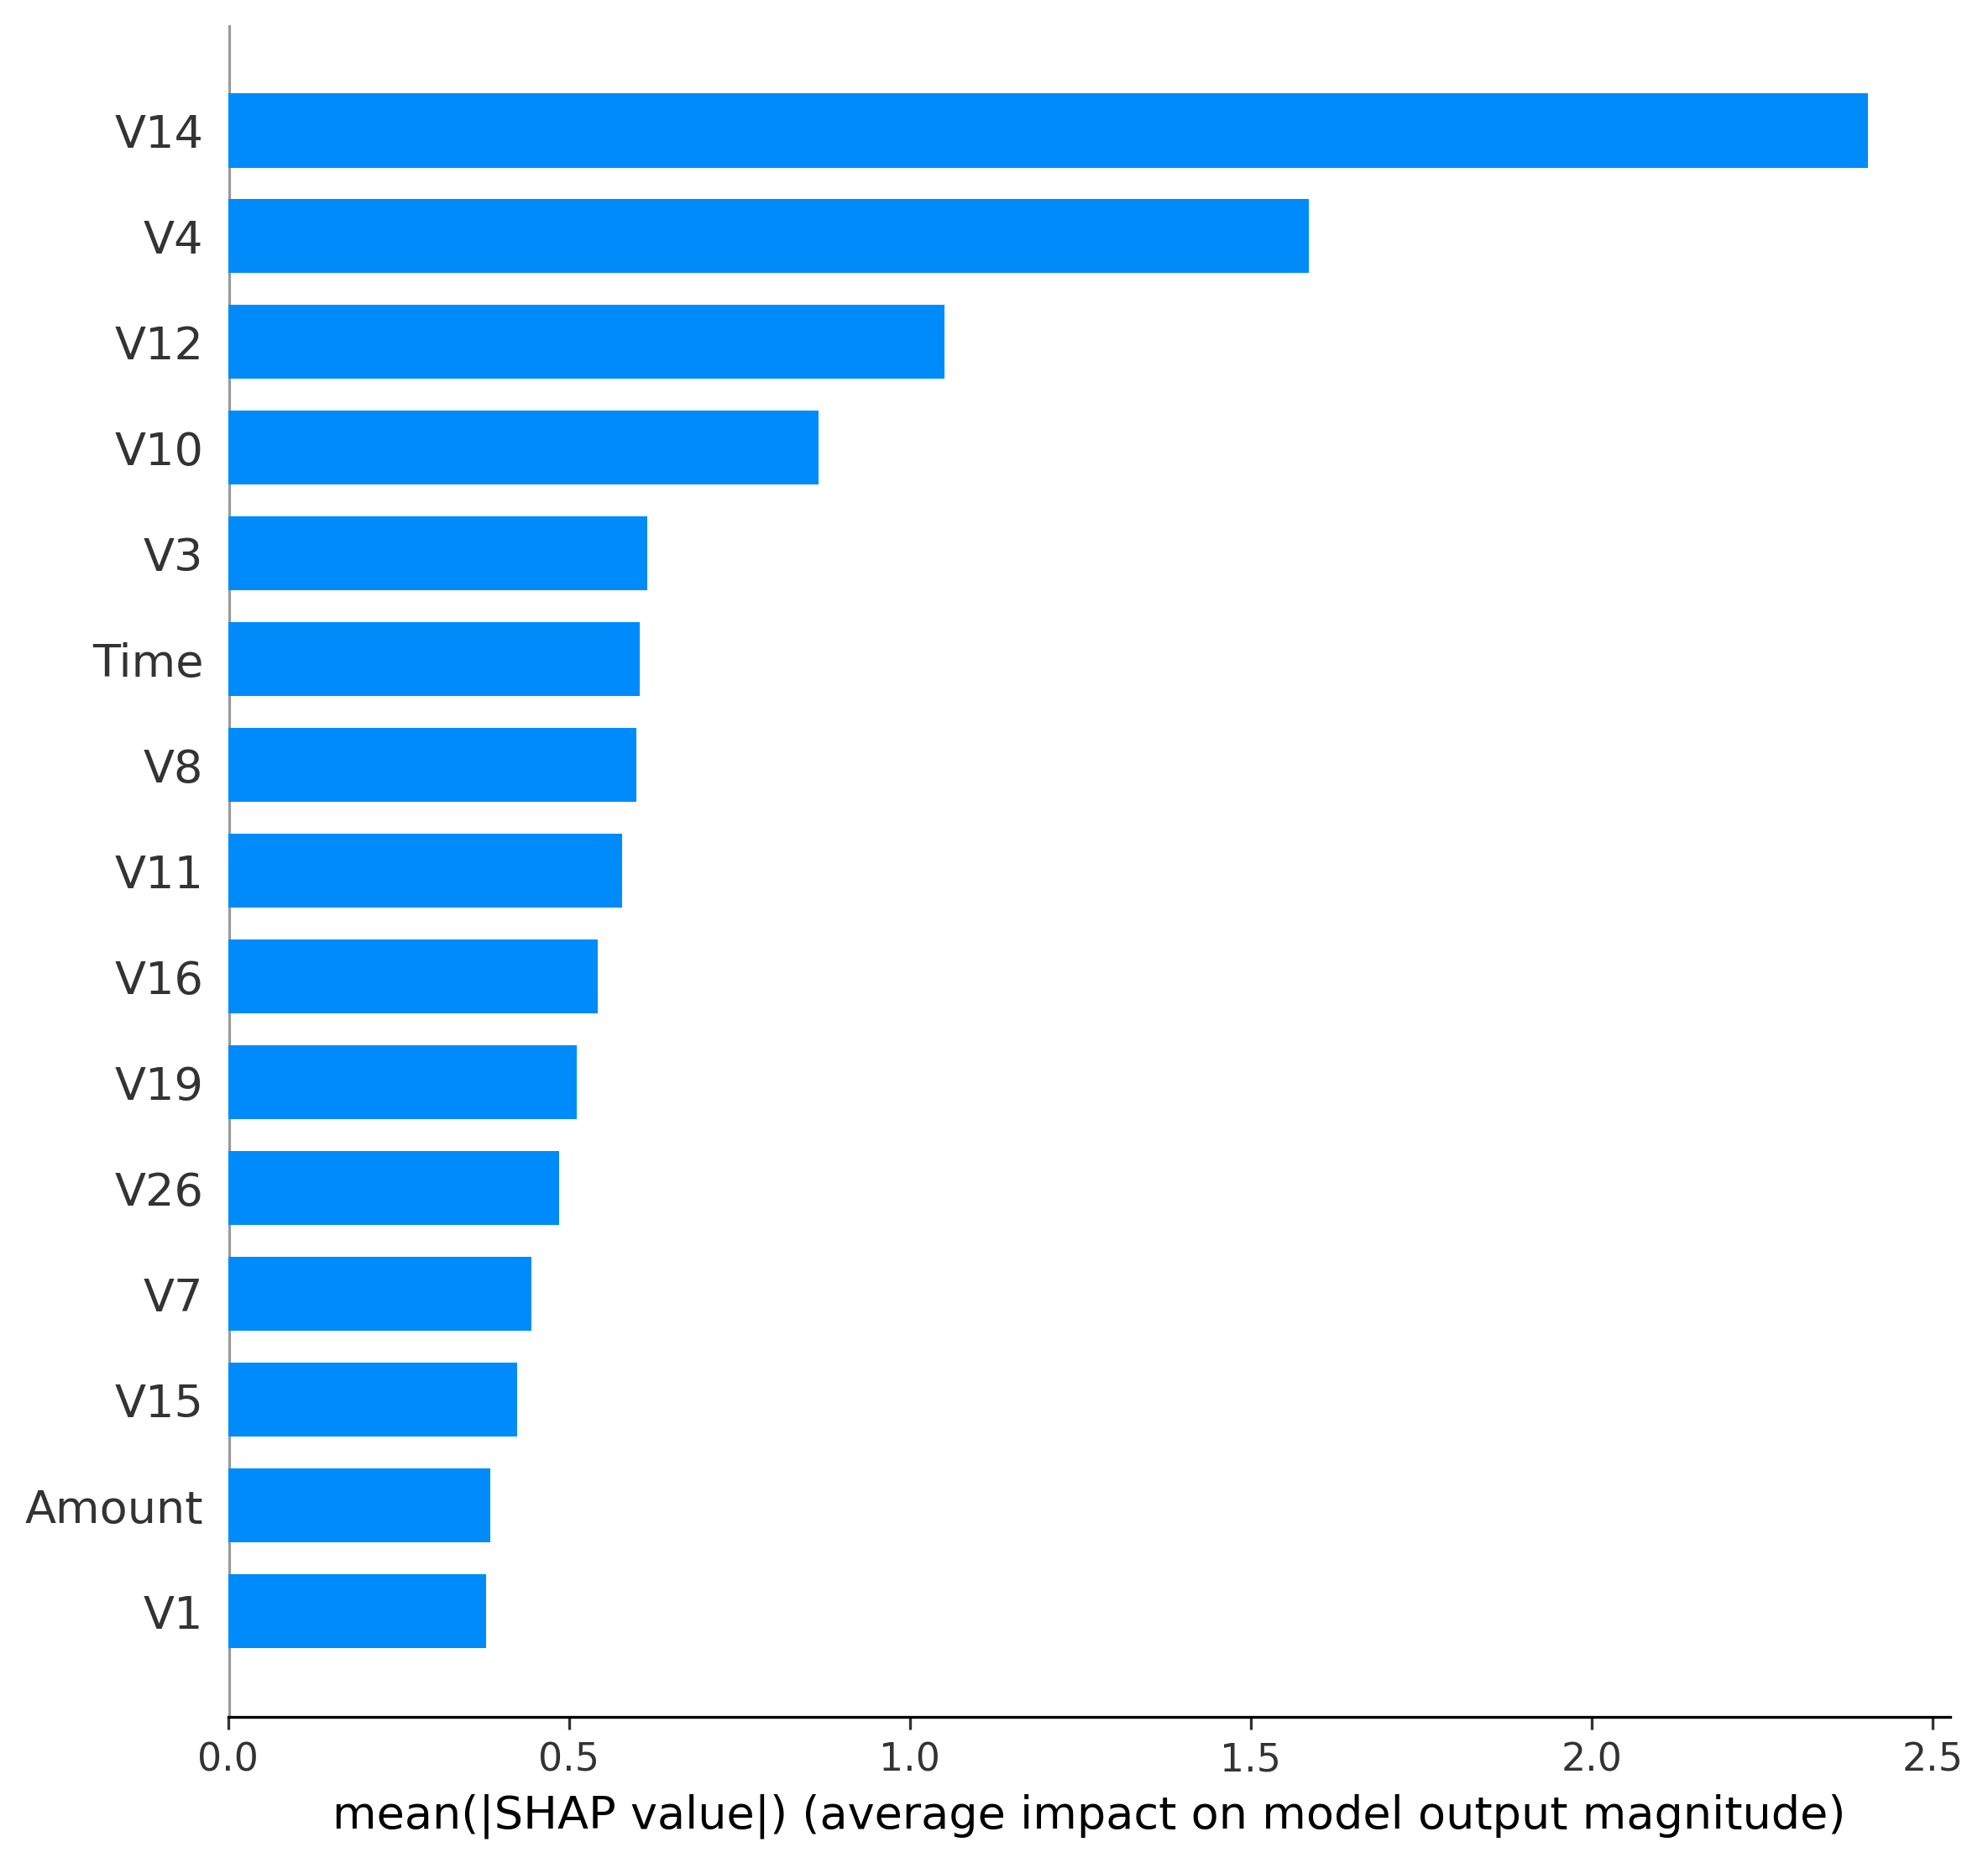 V14
V4
V12
V10
V3
Time
V8
V11
V16
V19
V26
V7
V15
Amount
V1
0.0 0.5 1.0 1.5 2.0 2.5
mean(|SHAP value|) (average impact on model output magnitude)